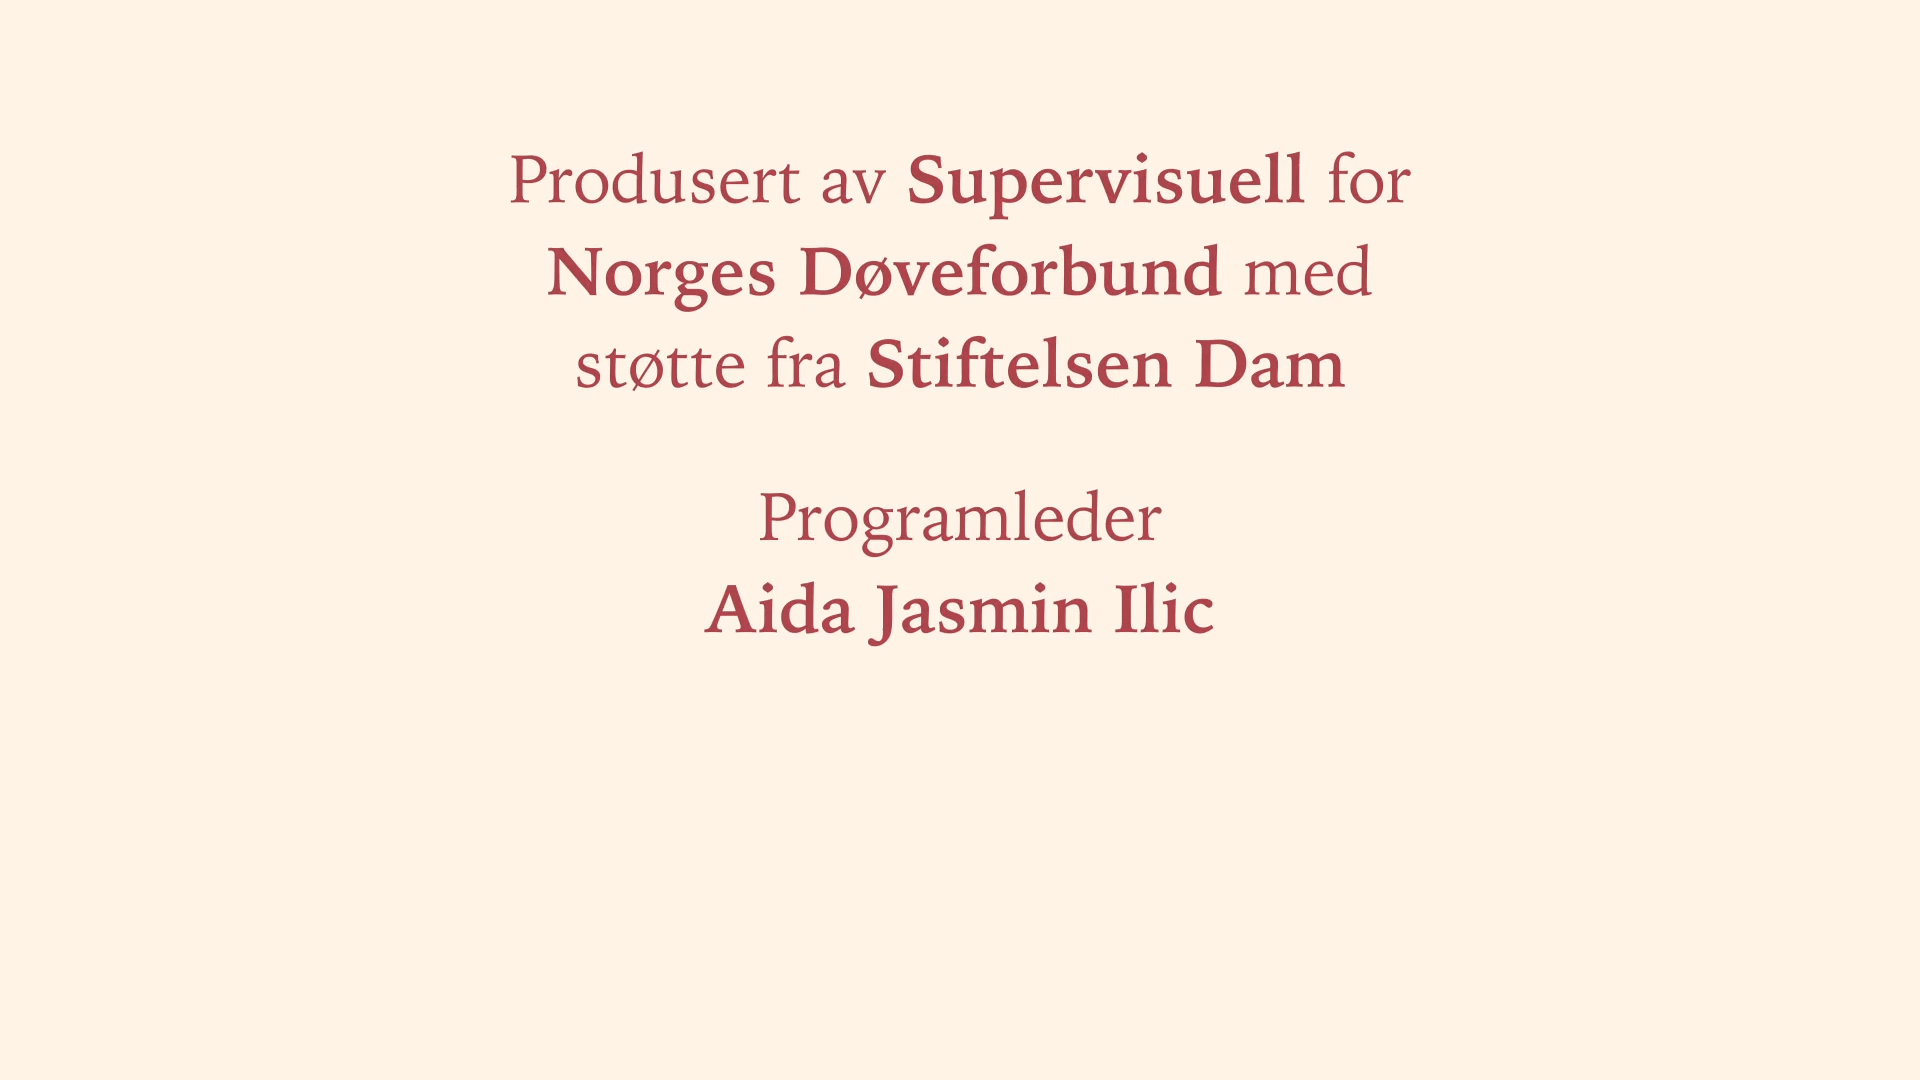 Produsert av Supervisuell for
Norges Døveforbund med
støtte fra Stiftelsen Dam
Programleder
Aida Jasmin Ilic